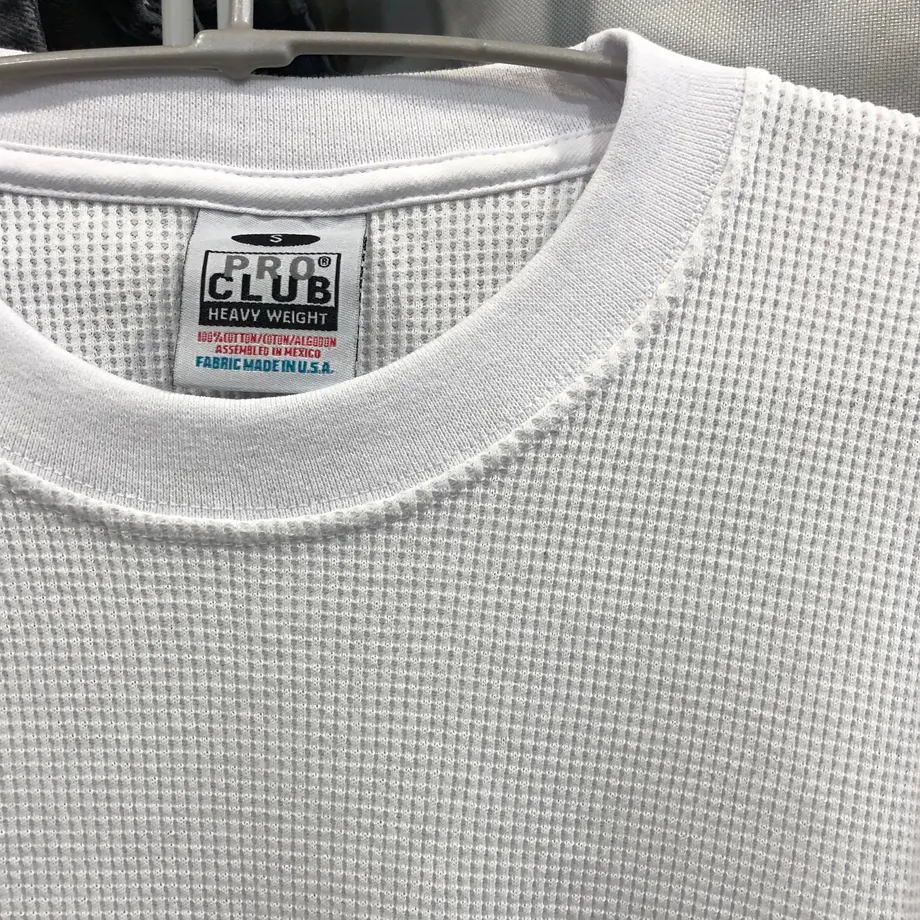 S
PRO®
CLUB
HEAVY WEIGHT
100% COTTON/COTON/ALGODON
ASSEMBLED IN MEXICO
FABRIC MADE IN U.S.A.